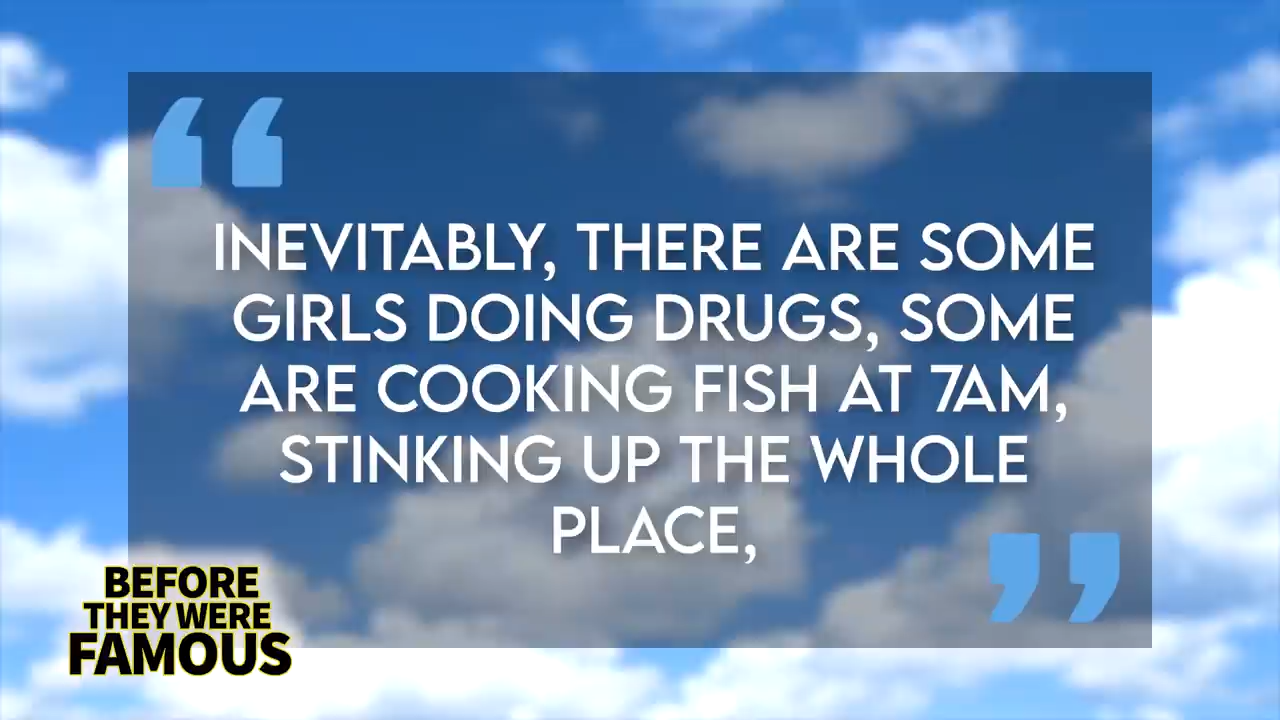 INEVITABLY, THERE ARE SOME
GIRLS DOING DRUGS, SOME
ARE COOKING FISH AT 7AM,
STINKING UP THE WHOLE
PLACE,
BEFORE
THEY WERE
FAMOUS